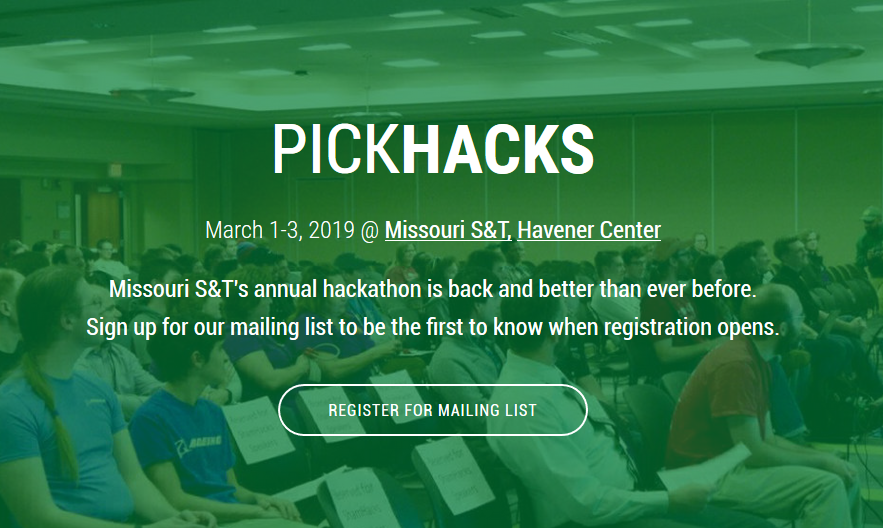 PICKHACKS
March 1-3, 2019 @ Missouri S&T, Havener Center
Missouri S&T's annual hackathon is back and better than ever before.
Sign up for our mailing list to be the first to know when registration opens.
REGISTER FOR MAILING LIST
BOEING